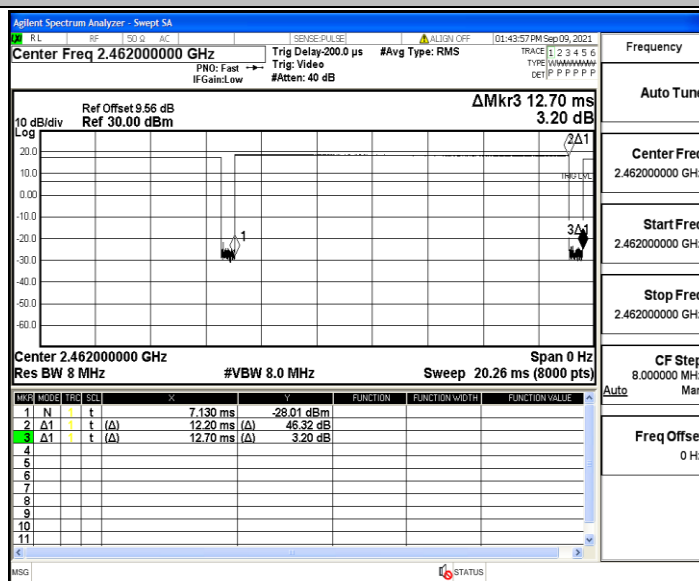 Agilent Spectrum Analyzer - Swept SA
RL RF 50 Ω AC SENSE:PULSE ALIGN OFF 01:43:57 PM Sep 09, 2021
Center Freq 2.462000000 GHz
PNO: Fast
IFGain:Low
Trig Delay-200.0 µs
Trig: Video
#Atten: 40 dB
#Avg Type: RMS
TRACE 1 2 3 4 5 6
TYPE
DET P P P P P P
Frequency
ΔMkr3 12.70 ms
3.20 dB
Ref Offset 9.56 dB
Ref 30.00 dBm
10 dB/div
Log
20.0
10.0
0.00
-10.0
-20.0
-30.0
-40.0
-50.0
-60.0
2Δ1
TRIG LVL
1
3Δ1
Center 2.462000000 GHz Span 0 Hz
Res BW 8 MHz #VBW 8.0 MHz Sweep 20.26 ms (8000 pts)
MKR MODE TRC SCL X Y FUNCTION FUNCTION WIDTH FUNCTION VALUE
1 N 1 t 7.130 ms -28.01 dBm
2 Δ1 1 t (Δ) 12.20 ms (Δ) 46.32 dB
3 Δ1 1 t (Δ) 12.70 ms (Δ) 3.20 dB
4
5
6
7
8
9
10
11
MSG STATUS
Auto Tune
Center Freq
2.462000000 GHz
Start Freq
2.462000000 GHz
Stop Freq
2.462000000 GHz
CF Step
8.000000 MHz
Auto Man
Freq Offset
0 Hz